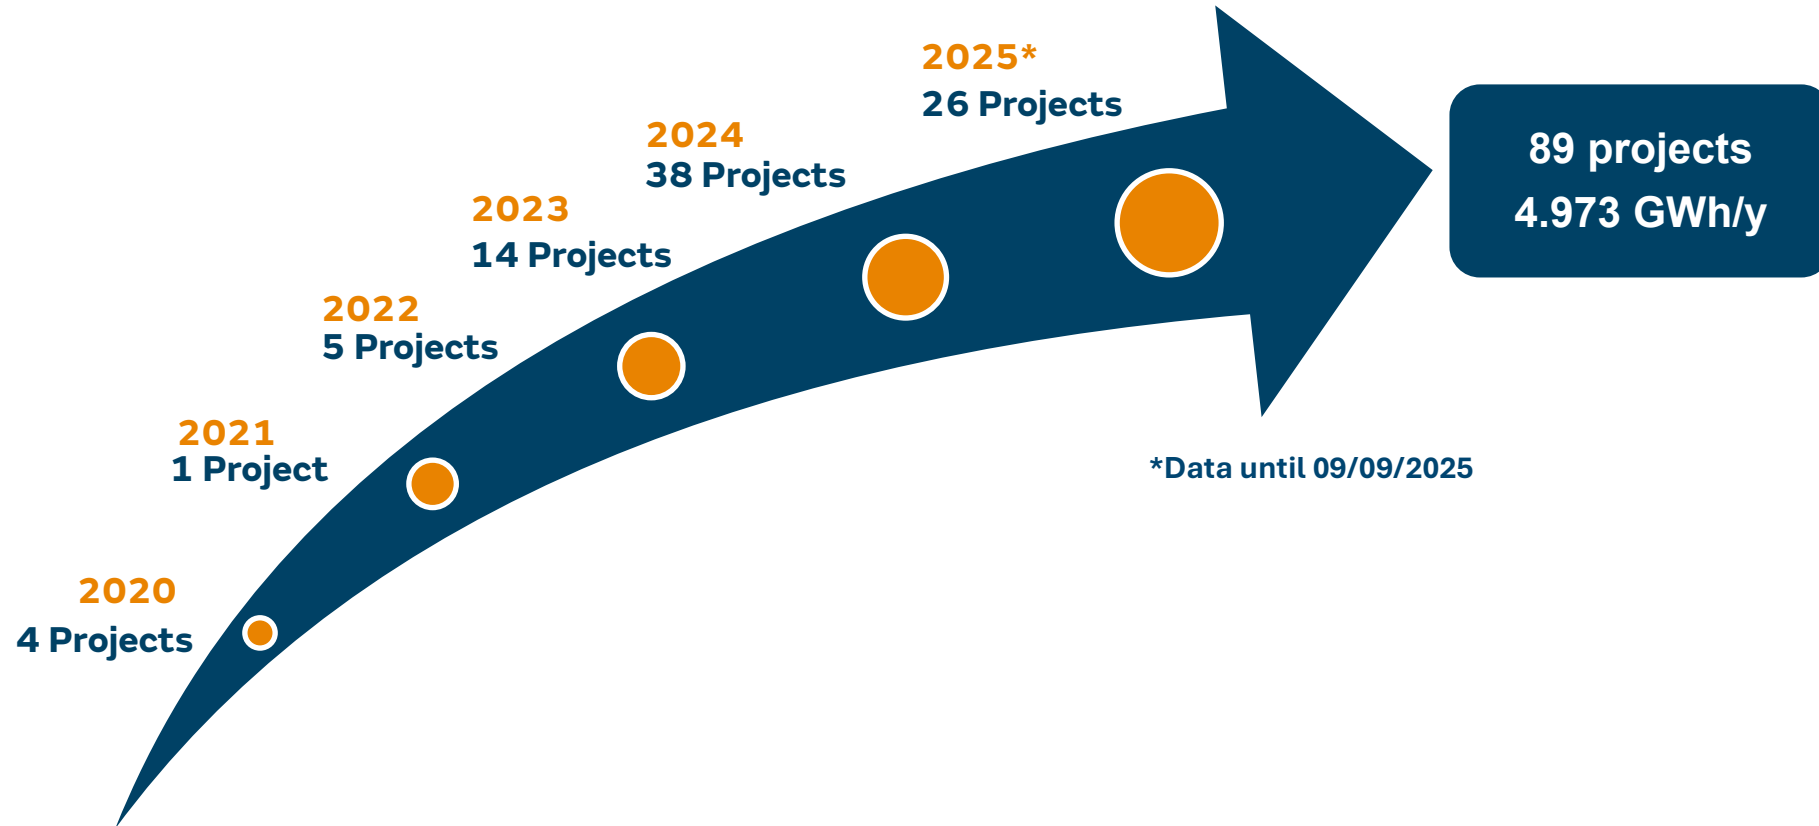 2025*
26 Projects
2024
38 Projects
2023
14 Projects
2022
5 Projects
2021
1 Project
2020
4 Projects
89 projects
4.973 GWh/y
*Data until 09/09/2025